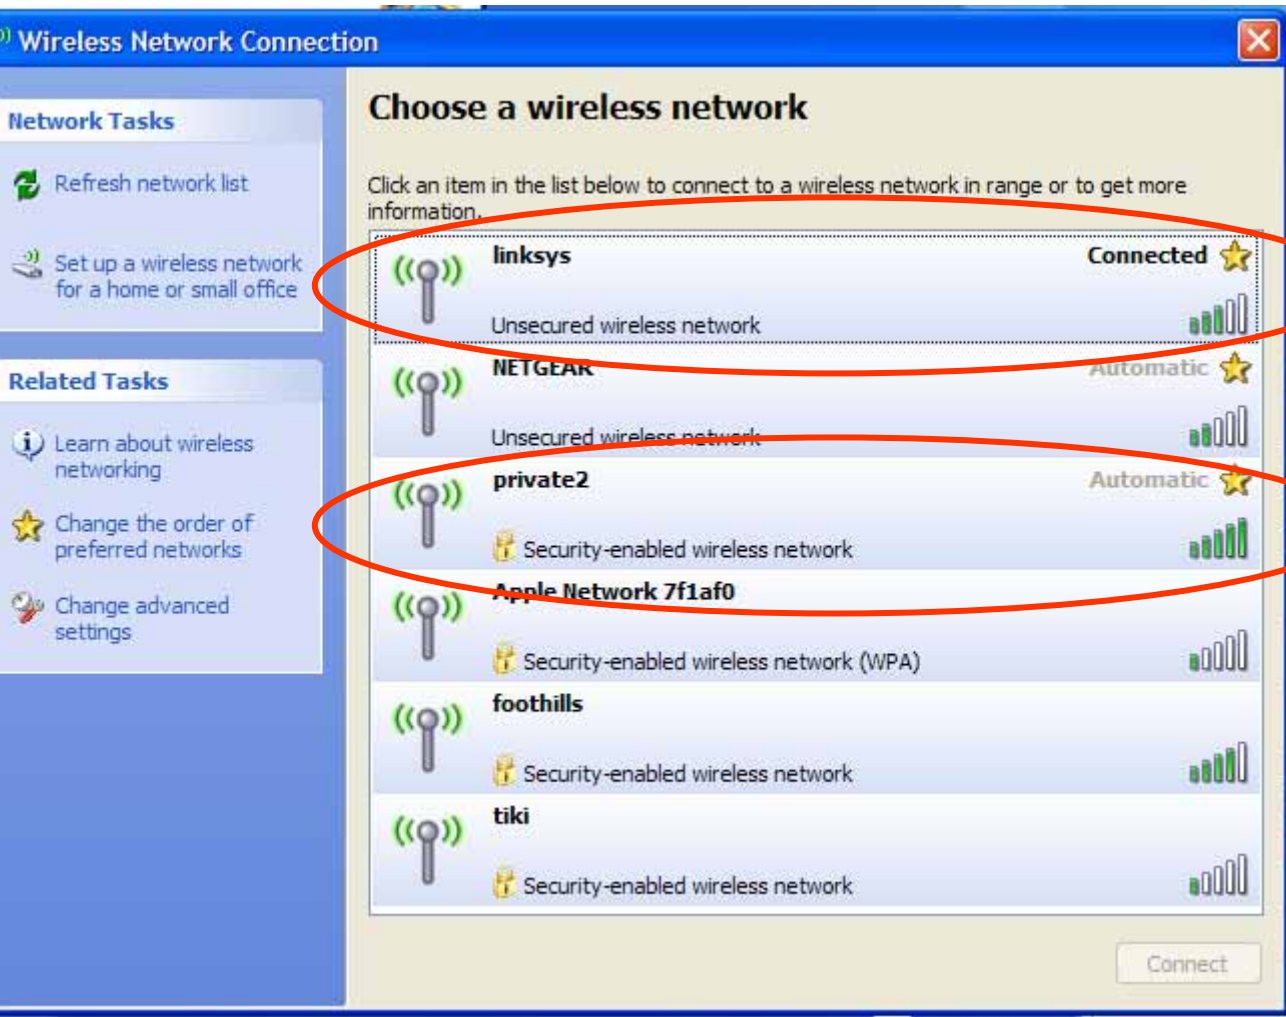 Wireless Network Connection
Network Tasks
Refresh network list
Set up a wireless network
for a home or small office
Related Tasks
Learn about wireless
networking
Change the order of
preferred networks
Change advanced
settings
Choose a wireless network
Click an item in the list below to connect to a wireless network in range or to get more
information.
linksys Connected
Unsecured wireless network
NETGEAR Automatic
Unsecured wireless network
private2 Automatic
Security-enabled wireless network
Apple Network 7f1af0
Security-enabled wireless network (WPA)
foothills
Security-enabled wireless network
tiki
Security-enabled wireless network
Connect